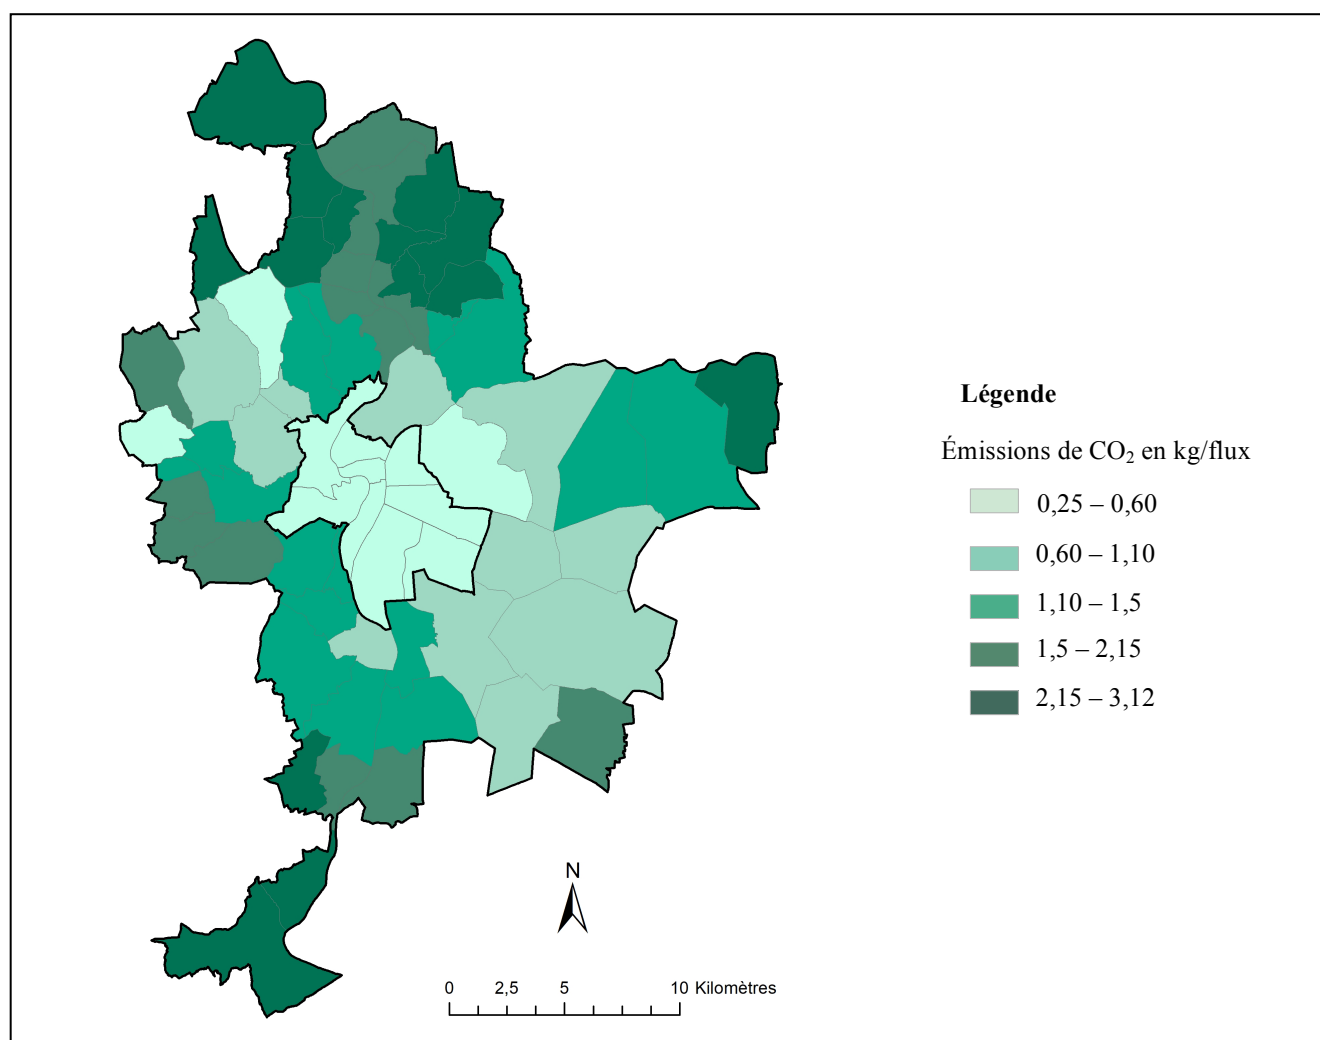 Légende
Émissions de CO₂ en kg/flux
0,25 – 0,60
0,60 – 1,10
1,10 – 1,5
1,5 – 2,15
2,15 – 3,12
N
0 2,5 5 10 Kilomètres